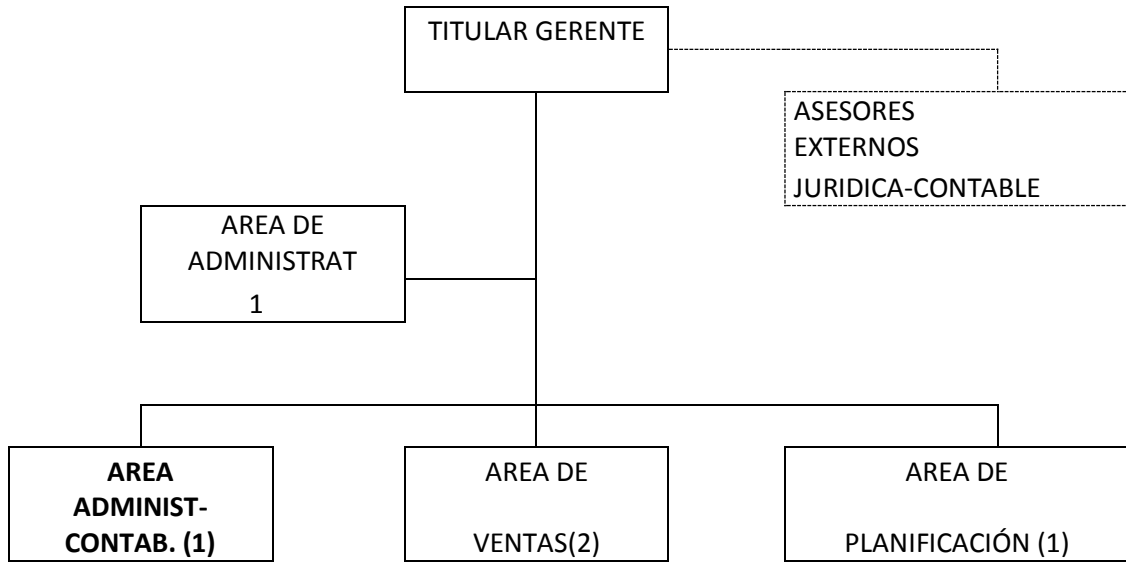 TITULAR GERENTE
ASESORES
EXTERNOS
JURIDICA-CONTABLE
AREA DE
ADMINISTRAT
1
AREA
ADMINIST-
CONTAB. (1)
AREA DE
VENTAS(2)
AREA DE
PLANIFICACIÓN (1)